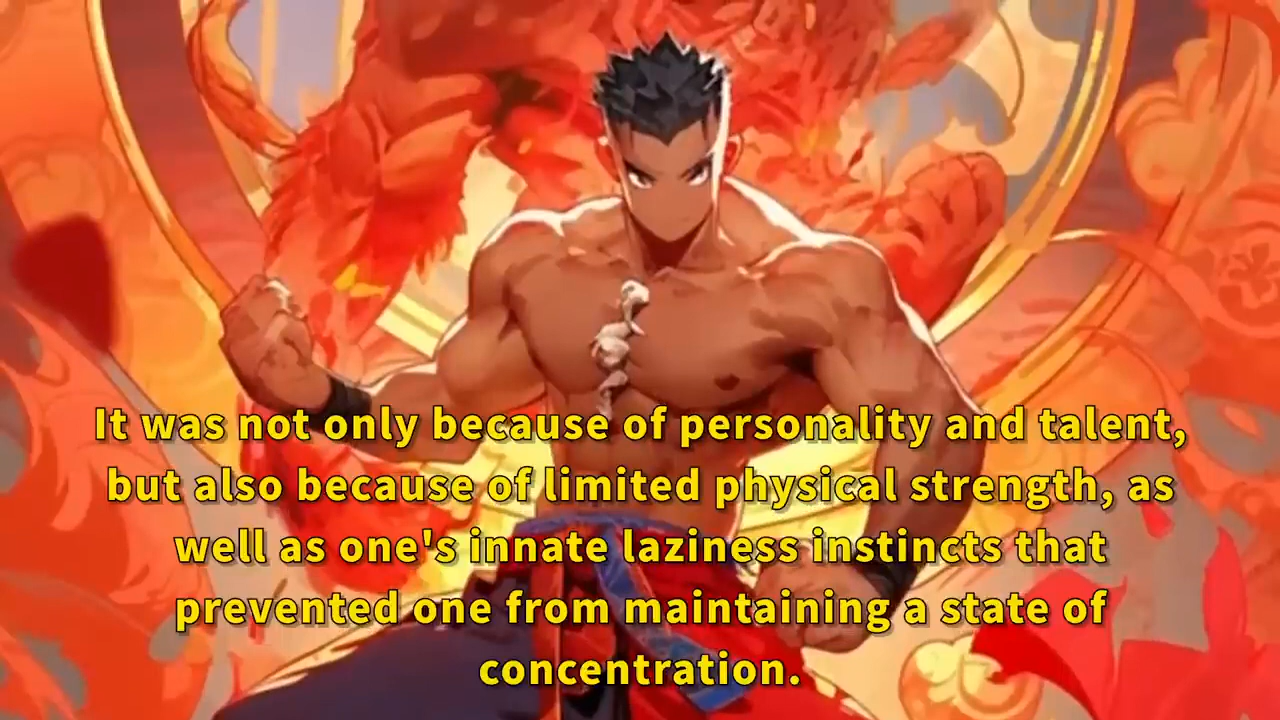 It was not only because of personality and talent,
but also because of limited physical strength, as
well as one's innate laziness instincts that
prevented one from maintaining a state of
concentration.